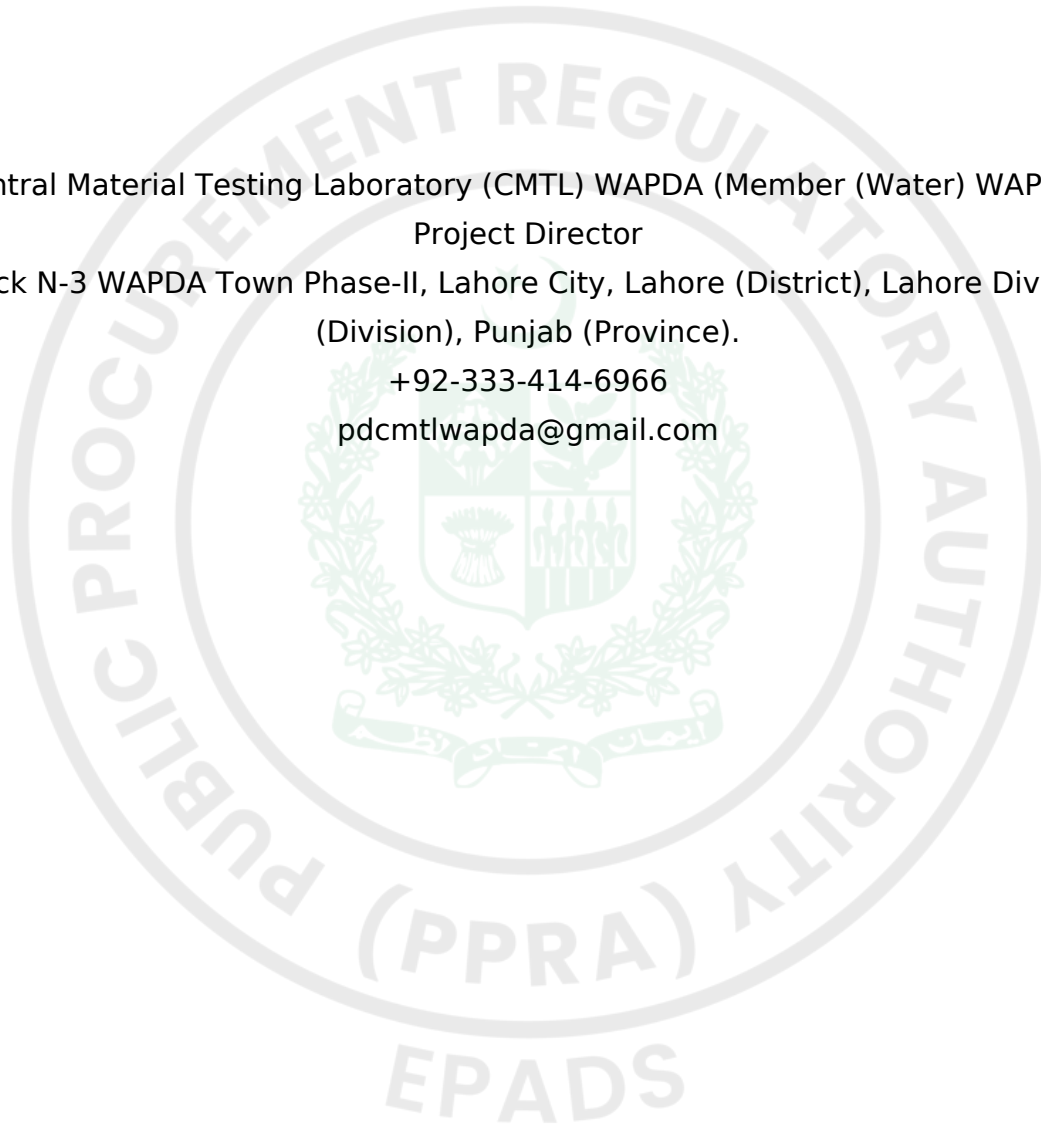 ntral Material Testing Laboratory (CMTL) WAPDA (Member (Water) WAP
Project Director
ck N-3 WAPDA Town Phase-II, Lahore City, Lahore (District), Lahore Div
(Division), Punjab (Province).
+92-333-414-6966
pdcmtlwapda@gmail.com
PUBLIC PROCUREMENT REGULATORY AUTHORITY
(PPRA)
EPADS